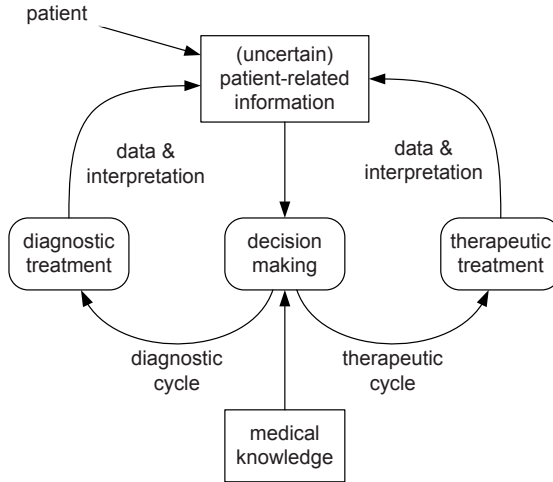 patient
(uncertain)
patient-related
information
data &
interpretation
data &
interpretation
diagnostic
treatment
decision
making
therapeutic
treatment
diagnostic
cycle
therapeutic
cycle
medical
knowledge